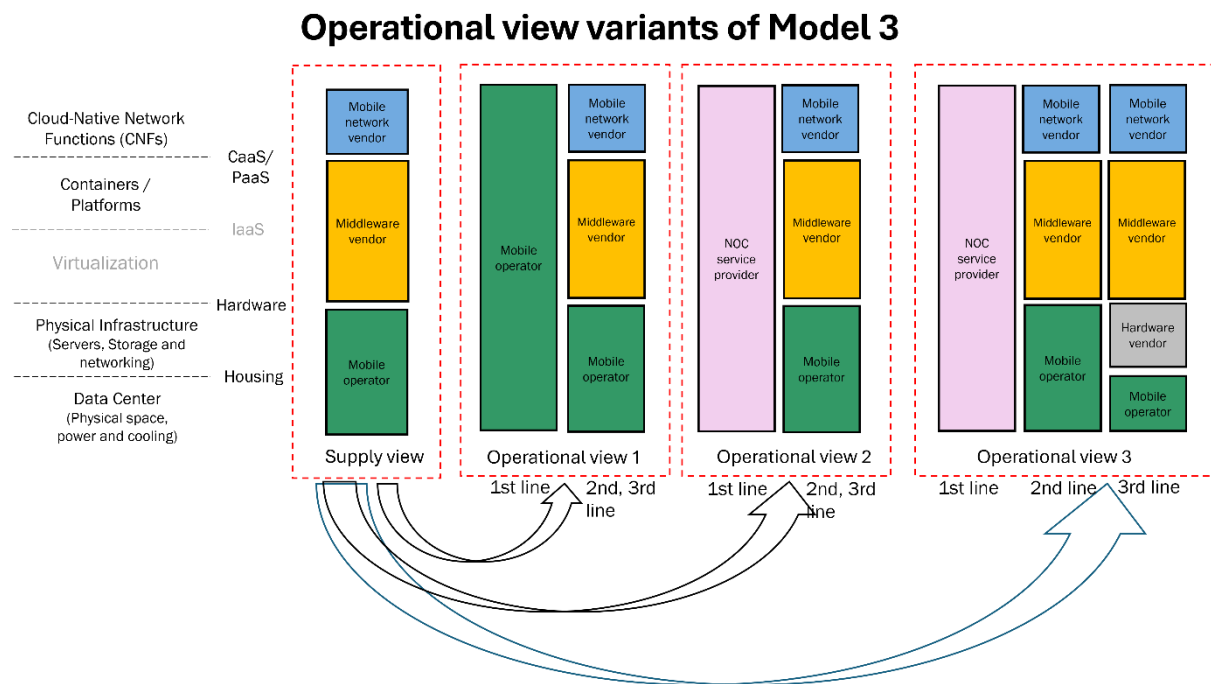 Operational view variants of Model 3
Cloud-Native Network
Functions (CNFs)
Containers /
Platforms
Virtualization
Physical Infrastructure
(Servers, Storage and
networking)
Data Center
(Physical space,
power and cooling)
CaaS/
PaaS
IaaS
Hardware
Housing
Mobile
network
vendor
Middleware
vendor
Mobile
operator
Supply view
Mobile
operator
Mobile
network
vendor
Middleware
vendor
Mobile
operator
Operational view 1
1st line
2nd, 3rd
line
NOC
service
provider
Mobile
network
vendor
Middleware
vendor
Mobile
operator
Operational view 2
1st line
2nd, 3rd
line
NOC
service
provider
Mobile
network
vendor
Middleware
vendor
Mobile
operator
Mobile
network
vendor
Middleware
vendor
Hardware
vendor
Mobile
operator
Operational view 3
1st line
2nd line
3rd line